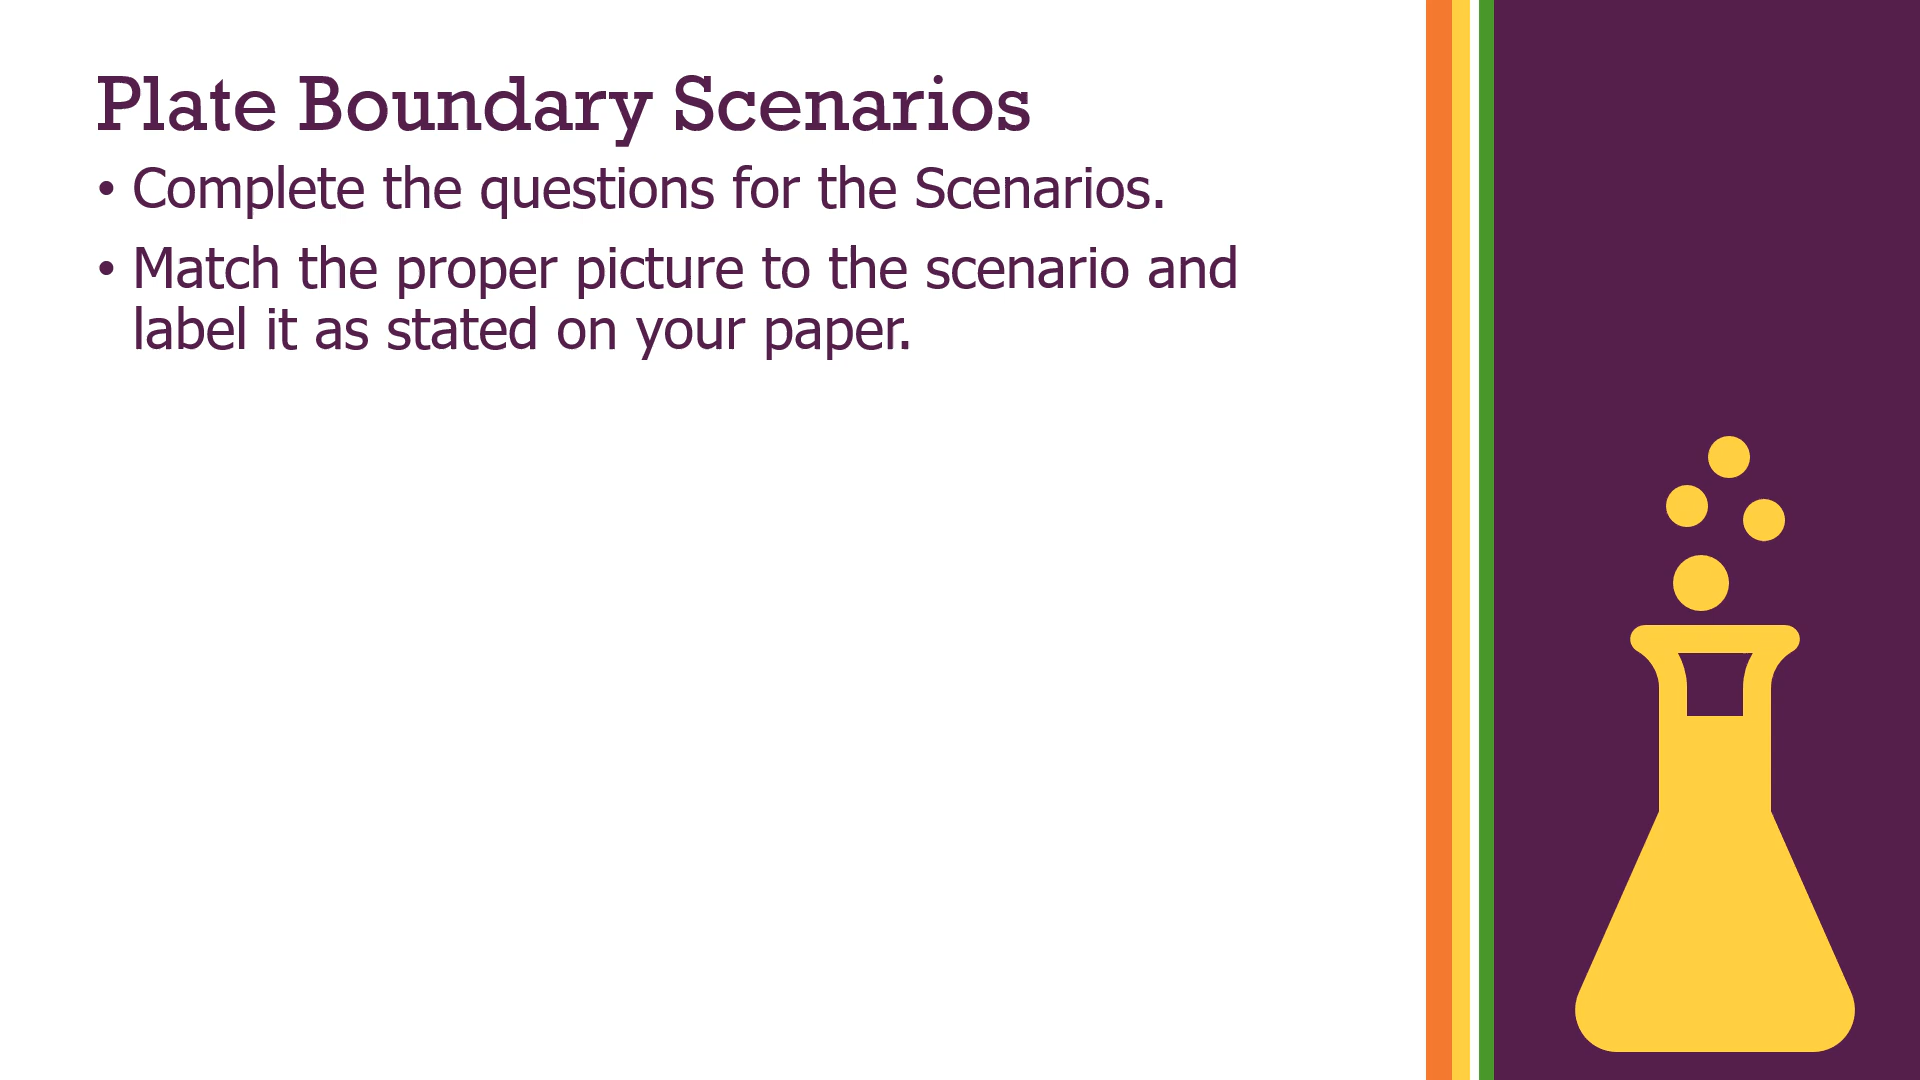 Plate Boundary Scenarios
• Complete the questions for the Scenarios.
• Match the proper picture to the scenario and
label it as stated on your paper.